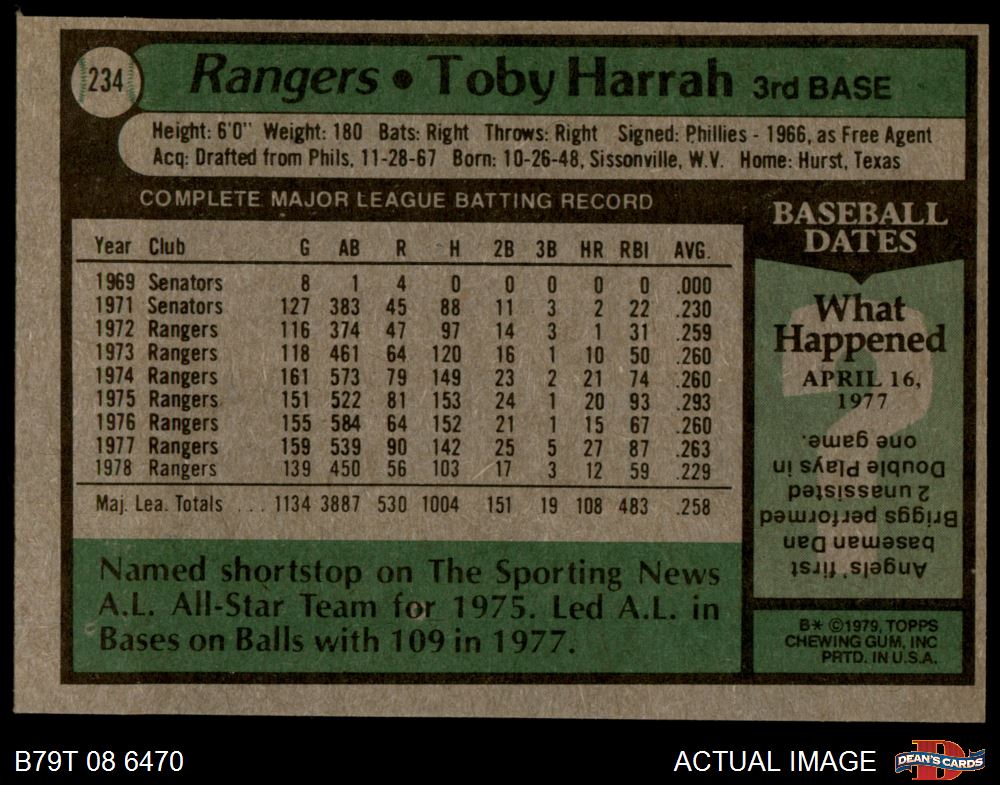 234
Rangers • Toby Harrah 3rd BASE
Height: 6'0" Weight: 180 Bats: Right Throws: Right Signed: Phillies - 1966, as Free Agent
Acq: Drafted from Phils, 11-28-67 Born: 10-26-48, Sissonville, W.V. Home: Hurst, Texas
COMPLETE MAJOR LEAGUE BATTING RECORD
Year Club G AB R H 2B 3B HR RBI AVG.
1969 Senators 8 1 4 0 0 0 0 0 .000
1971 Senators 127 383 45 88 11 3 2 22 .230
1972 Rangers 116 374 47 97 14 3 1 31 .259
1973 Rangers 118 461 64 120 16 1 10 50 .260
1974 Rangers 161 573 79 149 23 2 21 74 .260
1975 Rangers 151 522 81 153 24 1 20 93 .293
1976 Rangers 155 584 64 152 21 1 15 67 .260
1977 Rangers 159 539 90 142 25 5 27 87 .263
1978 Rangers 139 450 56 103 17 3 12 59 .229
Maj. Lea. Totals ... 1134 3887 530 1004 151 19 108 483 .258
Named shortstop on The Sporting News
A.L. All-Star Team for 1975. Led A.L. in
Bases on Balls with 109 in 1977.
BASEBALL
DATES
What
Happened
APRIL 16,
1977
Angels' first
baseman Dan
Briggs performed
2 unassisted
Double Plays in
one game.
B* ©1979, TOPPS
CHEWING GUM, INC
PRTD. IN U.S.A.
B79T 08 6470
ACTUAL IMAGE
DEAN'S CARDS